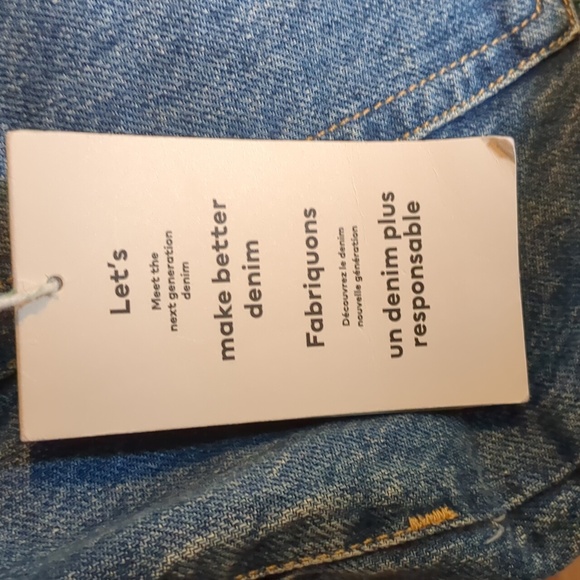 Let's
Meet the
next generation
denim
make better
denim
Fabriquons
Découvrez le denim
nouvelle génération
un denim plus
responsable